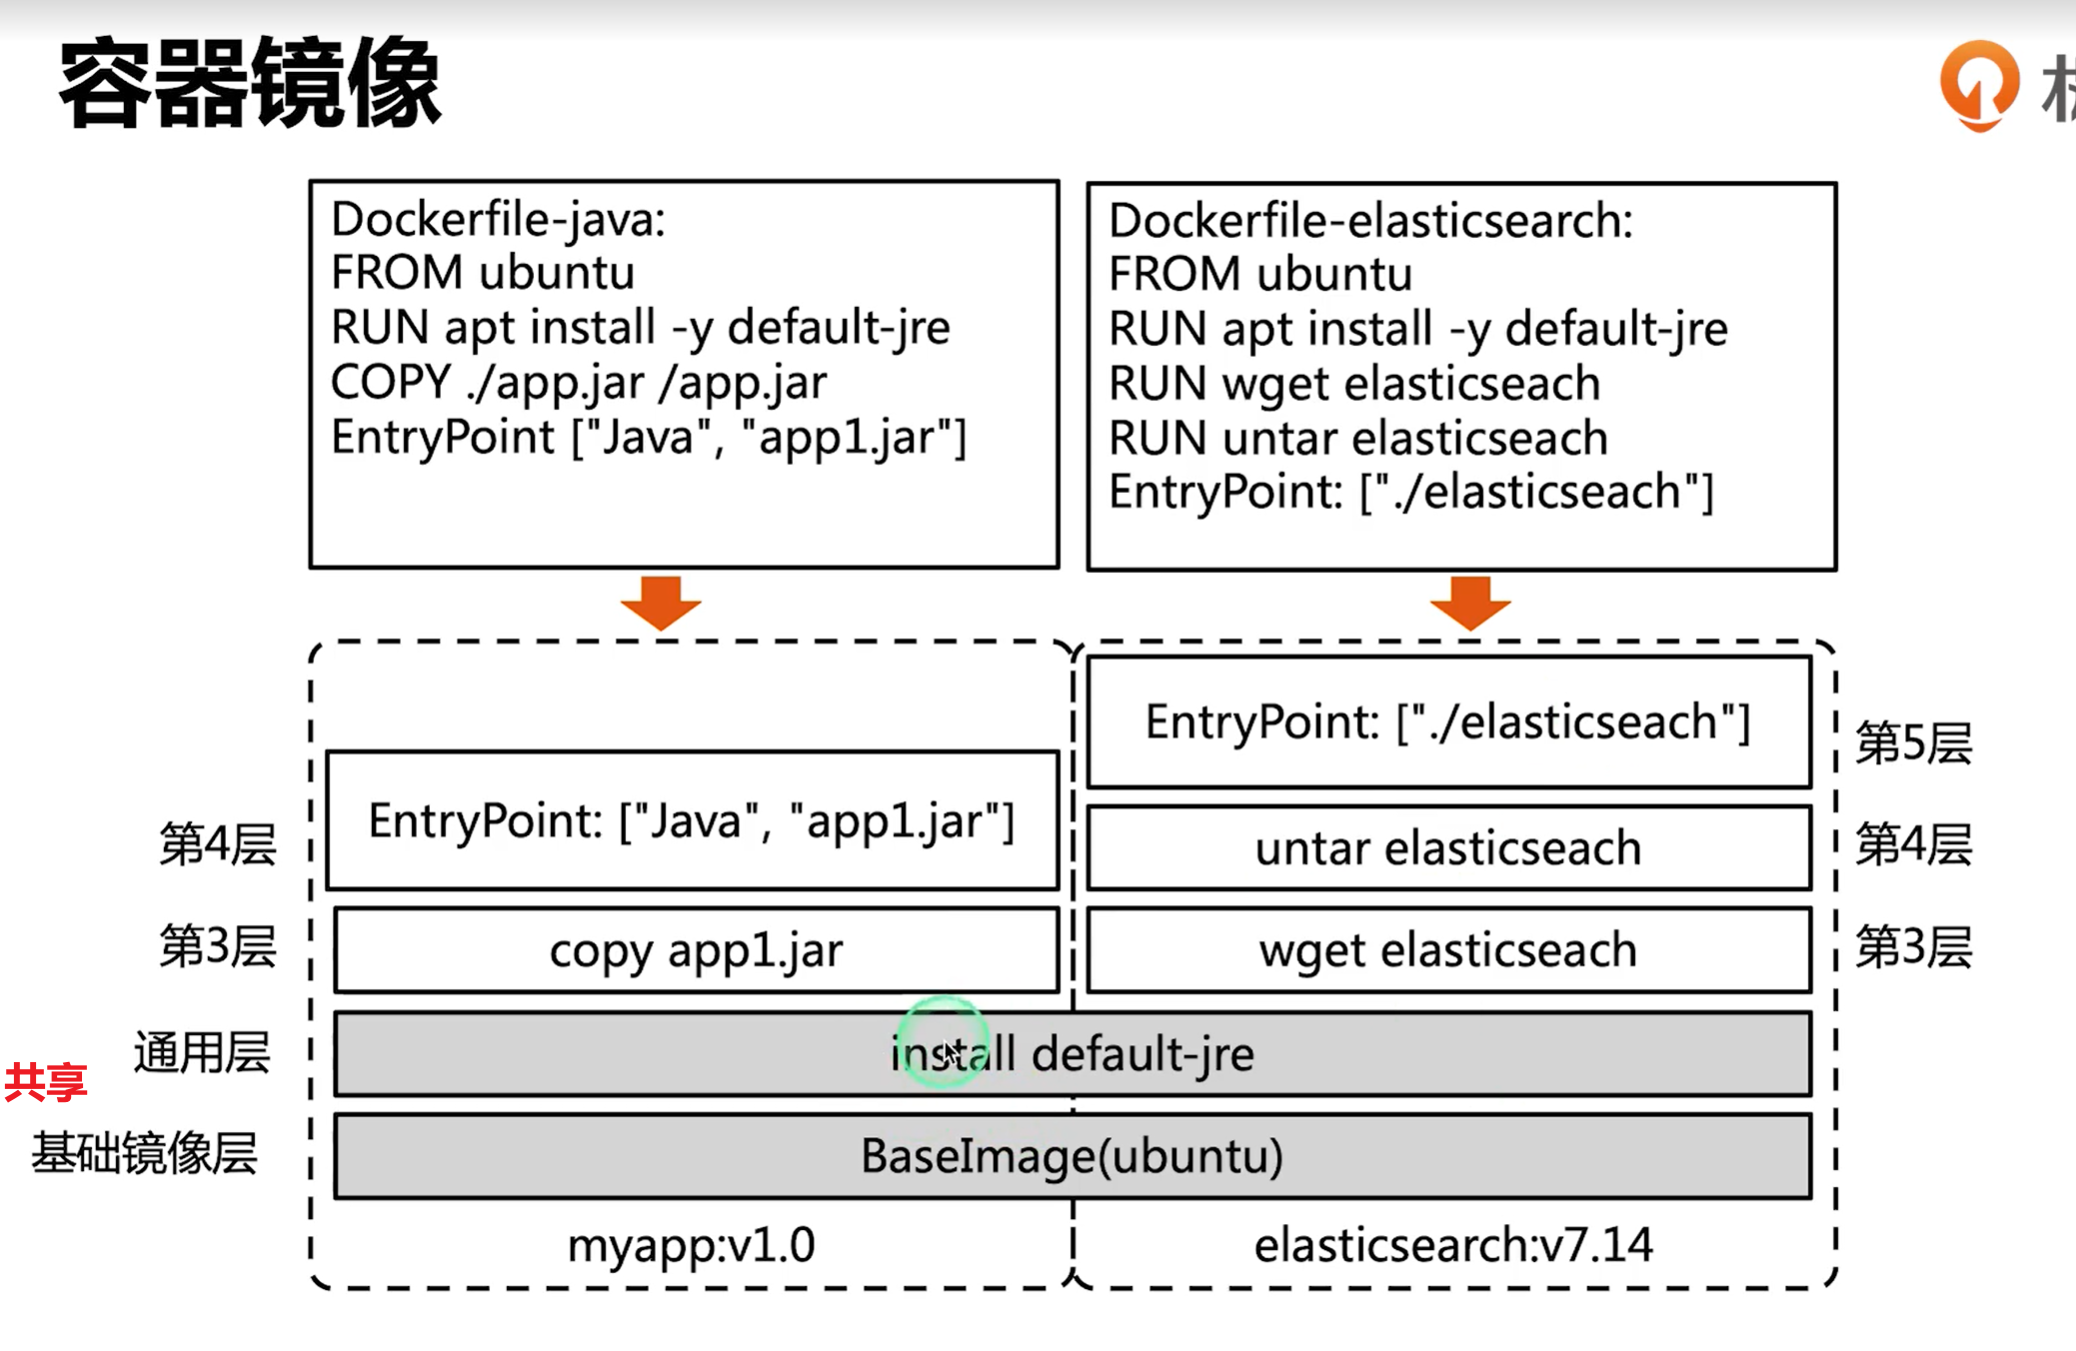 容器镜像
Dockerfile-java:
FROM ubuntu
RUN apt install -y default-jre
COPY ./app.jar /app.jar
EntryPoint ["Java", "app1.jar"]
Dockerfile-elasticsearch:
FROM ubuntu
RUN apt install -y default-jre
RUN wget elasticseach
RUN untar elasticseach
EntryPoint: ["./elasticseach"]
EntryPoint: ["./elasticseach"]
第5层
第4层
EntryPoint: ["Java", "app1.jar"]
untar elasticseach
第4层
第3层
copy app1.jar
wget elasticseach
第3层
通用层
install default-jre
共享
基础镜像层
BaseImage(ubuntu)
myapp:v1.0
elasticsearch:v7.14